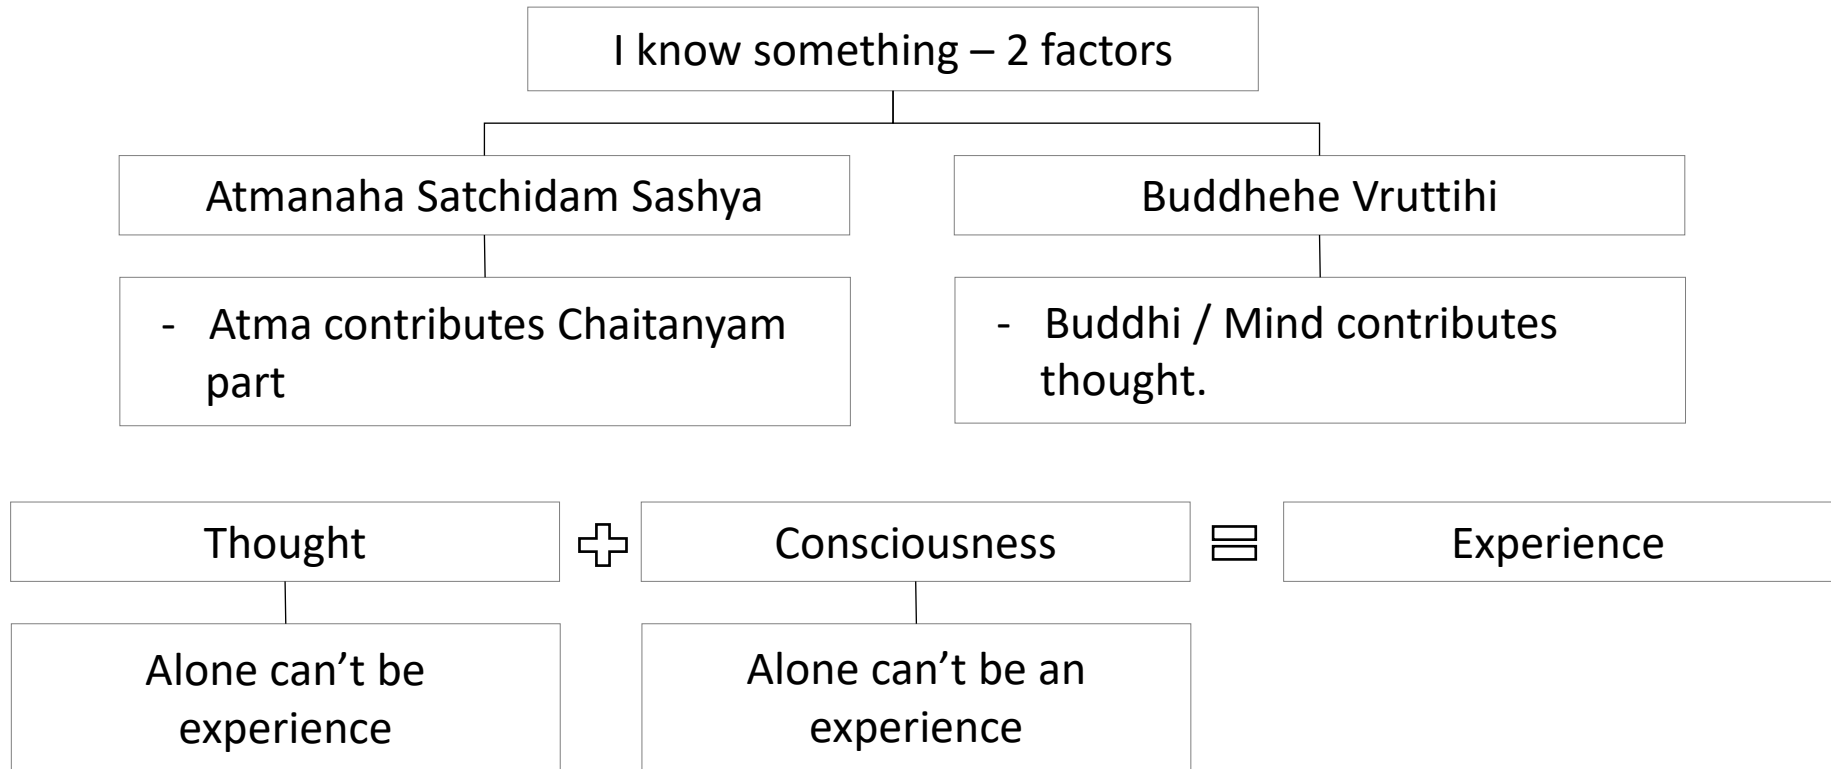 I know something – 2 factors
Atmanaha Satchidam Sashya
Buddhehe Vruttihi
- Atma contributes Chaitanyam
part
- Buddhi / Mind contributes
thought.
Thought
Consciousness
Experience
Alone can’t be
experience
Alone can’t be an
experience